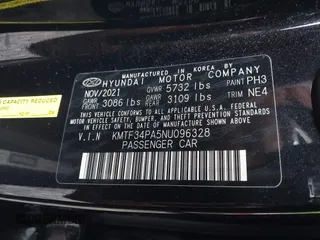 MANUFACTURED IN KOREA BY
HYUNDAI MOTOR COMPANY
NOV/2021 GVWR 5732 lbs PAINT PH3
GAWR FRONT 3086 lbs GAWR REAR 3109 lbs TRIM NE4
THIS VEHICLE CONFORMS TO ALL APPLICABLE U.S.A. FEDERAL
MOTOR VEHICLE SAFETY, BUMPER, AND THEFT PREVENTION
STANDARDS IN EFFECT ON THE DATE OF MANUFACTURE SHOWN ABOVE.
V.I.N KMTF34PA5NU096328
PASSENGER CAR
CAPACITY REDUCED